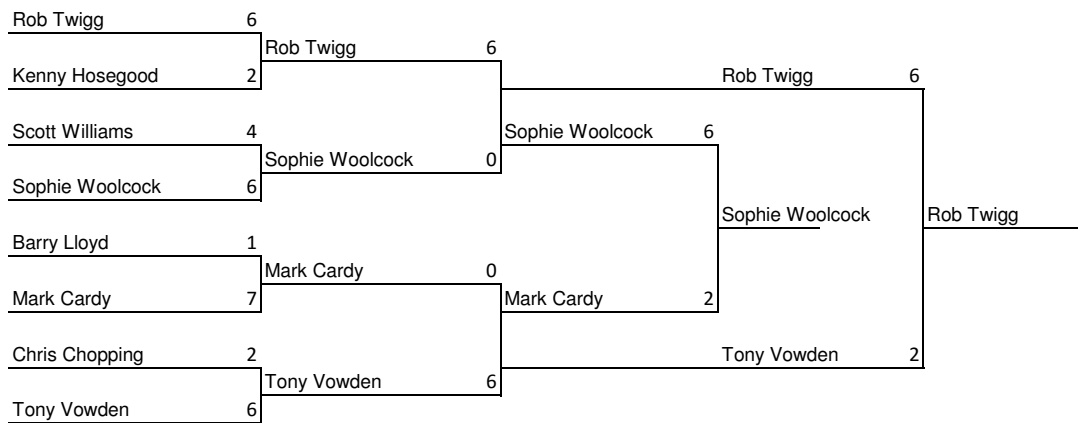 Rob Twigg 6
Rob Twigg 6
Kenny Hosegood 2
Rob Twigg 6
Scott Williams 4
Sophie Woolcock 6
Sophie Woolcock 0
Sophie Woolcock 6
Sophie Woolcock
Rob Twigg
Barry Lloyd 1
Mark Cardy 0
Mark Cardy 7
Mark Cardy 2
Chris Chopping 2
Tony Vowden 2
Tony Vowden 6
Tony Vowden 6